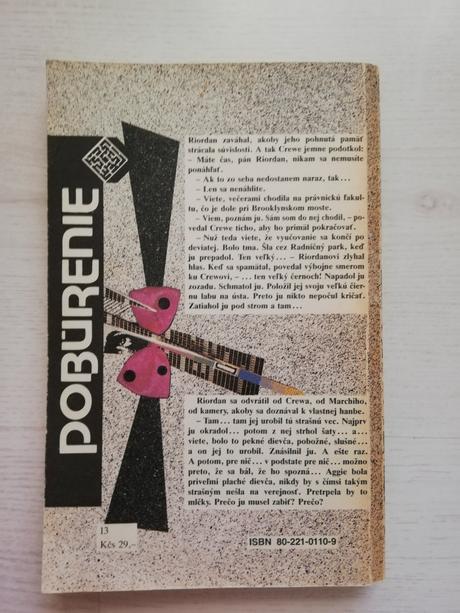 POBÚRENIE
Riordan zaváhal, akoby jeho pohnutá pamäť
strácala súvislosti. A tak Crewe jemne podotkol:
– Máte čas, pán Riordan, nikam sa nemusíte
ponáhľať.
– Ak to zo seba nedostanem naraz, tak...
– Len sa nenáhlite.
– Viete, večerami chodila na právnickú fakul-
tu, čo je dole pri Brooklynskom moste.
– Viem, poznám ju. Sám som do nej chodil, – po-
vedal Crewe ticho, aby ho primäl pokračovať.
– Nuž teda viete, že vyučovanie sa končí po
deviatej. Bolo tma. Šla cez Radničný park, keď
ju prepadol. Ten veľký... – Riordanovi zlyhal
hlas. Keď sa spamätal, povedal výbojne smerom
ku Crewovi, – ... ten veľký černoch! Napadol ju
zozadu. Schmatol ju. Položil jej svoju veľkú čier-
nu labu na ústa. Preto ju nikto nepočul kričať.
Zatiahol ju pod strom a tam...
Riordan sa odvrátil od Crewa, od Marchiho,
od kamery, akoby sa doznával k vlastnej hanbe.
– Tam... tam jej urobil tú strašnú vec. Najprv
ju okradol... potom z nej strhol šaty... a...
viete, bolo to pekné dievča, pobožné, slušné...
a on jej to urobil. Znásilnil ju. A ešte raz.
A potom, pre nič... v podstate pre nič... možno
preto, že sa bál, že ho spozná... Aggie bola
priveľmi plaché dievča, nikdy by s čímsi takým
strašným nešla na verejnosť. Pretrpela by to
mlčky. Prečo ju musel zabiť? Prečo?
13
Kčs 29,–
ISBN 80-221-0110-9